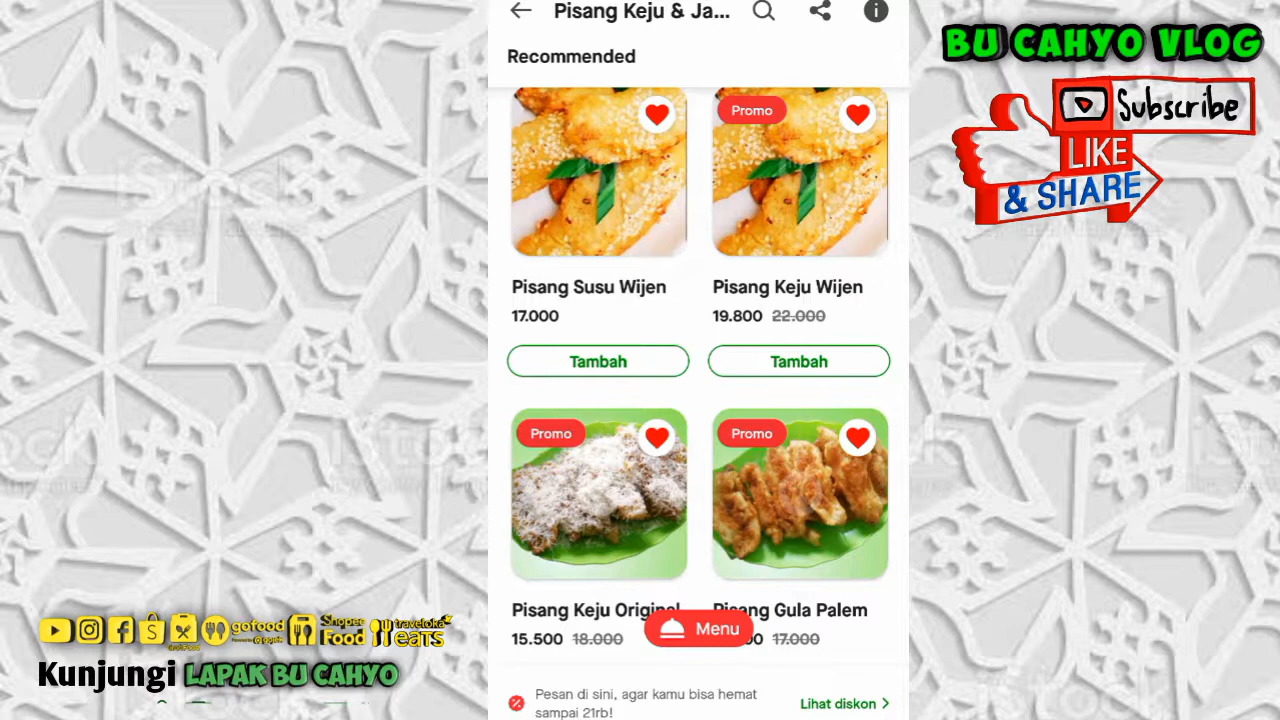 Pisang Keju & Ja...
Recommended
BU CAHYO VLOG
Subscribe
LIKE
& SHARE
Promo
Pisang Susu Wijen
17.000
Tambah
Pisang Keju Wijen
19.800 22.000
Tambah
Promo
Promo
Pisang Keju Original
15.500 18.000
Pisang Gula Palem
00 17.000
Menu
Pesan di sini, agar kamu bisa hemat
sampai 21rb!
Lihat diskon
gofood
Shopee
Food
traveloka
eats
Kunjungi LAPAK BU CAHYO